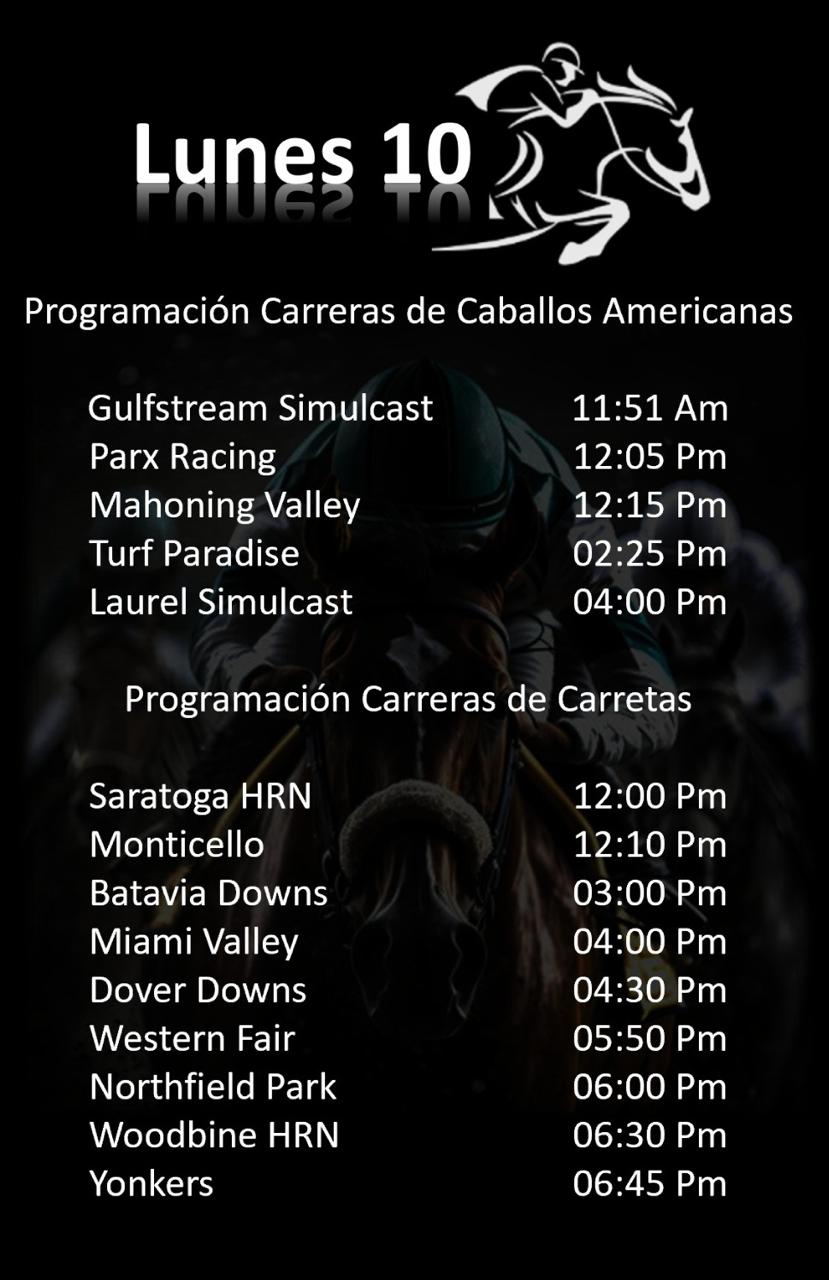 Lunes 10
Programación Carreras de Caballos Americanas
Gulfstream Simulcast 11:51 Am
Parx Racing 12:05 Pm
Mahoning Valley 12:15 Pm
Turf Paradise 02:25 Pm
Laurel Simulcast 04:00 Pm
Programación Carreras de Carretas
Saratoga HRN 12:00 Pm
Monticello 12:10 Pm
Batavia Downs 03:00 Pm
Miami Valley 04:00 Pm
Dover Downs 04:30 Pm
Western Fair 05:50 Pm
Northfield Park 06:00 Pm
Woodbine HRN 06:30 Pm
Yonkers 06:45 Pm